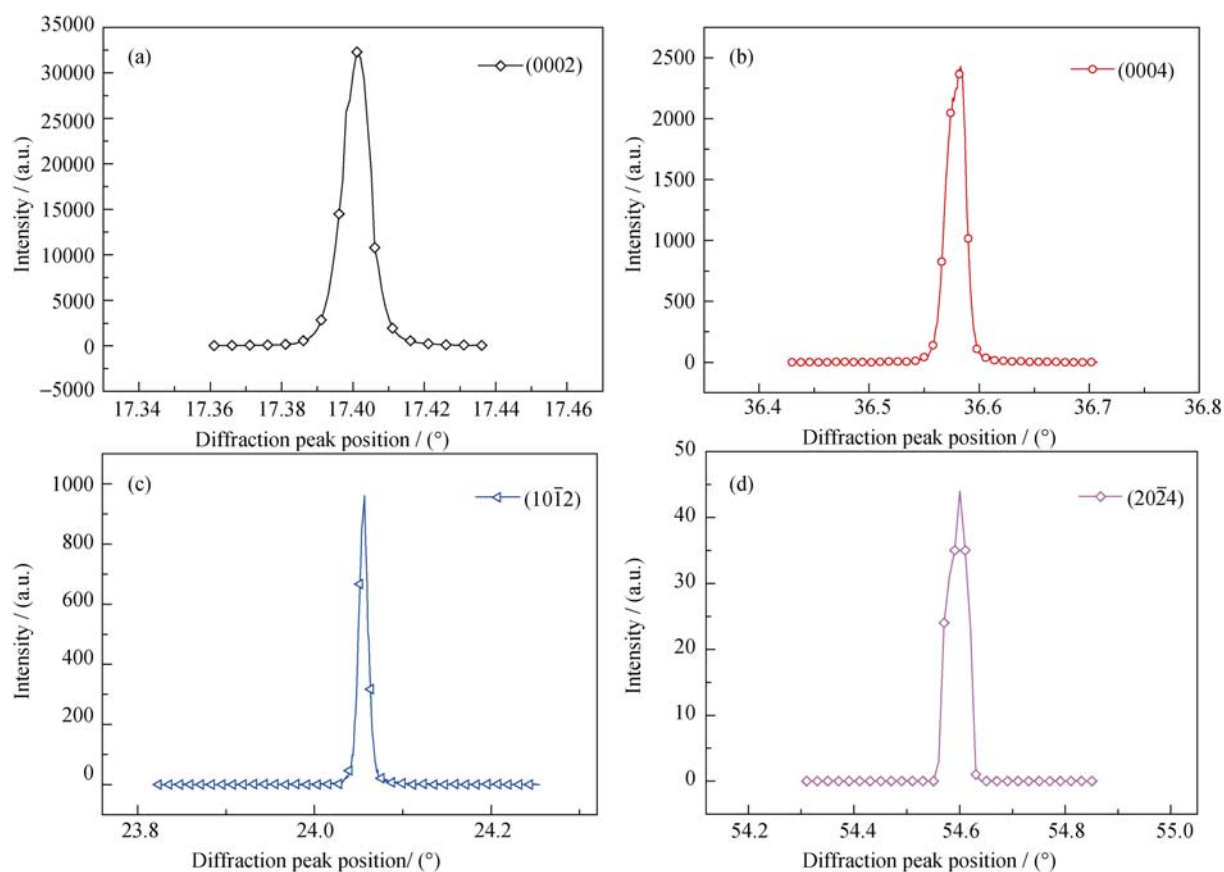 35000
30000
25000
20000
15000
10000
5000
0
−5000
Intensity / (a.u.)
(a)
(0002)
17.34 17.36 17.38 17.40 17.42 17.44 17.46
Diffraction peak position / (°)
2500
2000
1500
1000
500
0
Intensity / (a.u.)
(b)
(0004)
36.4 36.5 36.6 36.7 36.8
Diffraction peak position / (°)
1000
800
600
400
200
0
Intensity / (a.u.)
(c)
(101̄2)
23.8 24.0 24.2
Diffraction peak position/ (°)
50
40
30
20
10
0
Intensity / (a.u.)
(d)
(202̄4)
54.2 54.4 54.6 54.8 55.0
Diffraction peak position / (°)